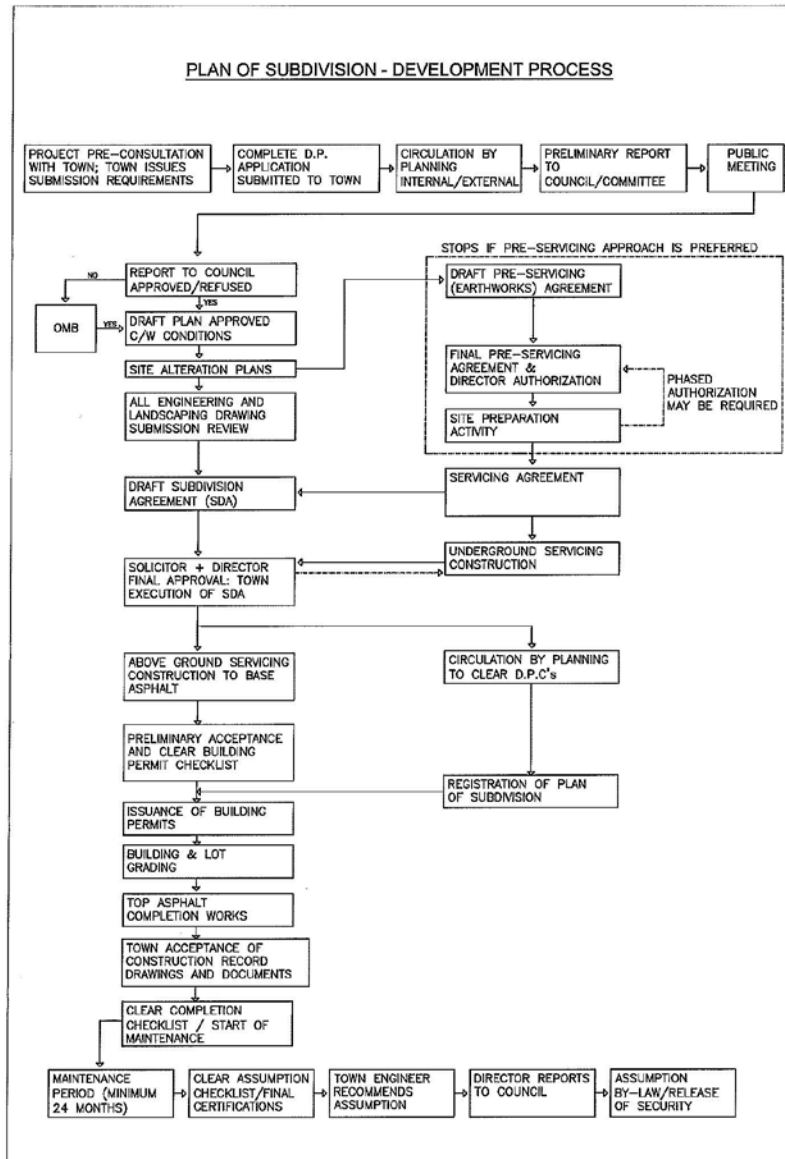 PLAN OF SUBDIVISION - DEVELOPMENT PROCESS
PROJECT PRE-CONSULTATION
WITH TOWN; TOWN ISSUES
SUBMISSION REQUIREMENTS
COMPLETE D.P.
APPLICATION
SUBMITTED TO TOWN
CIRCULATION BY
PLANNING
INTERNAL/EXTERNAL
PRELIMINARY REPORT
TO
COUNCIL/COMMITTEE
PUBLIC
MEETING
STOPS IF PRE-SERVICING APPROACH IS PREFERRED
NO
REPORT TO COUNCIL
APPROVED/REFUSED
YES
OMB
YES
DRAFT PLAN APPROVED
C/W CONDITIONS
SITE ALTERATION PLANS
ALL ENGINEERING AND
LANDSCAPING DRAWING
SUBMISSION REVIEW
DRAFT PRE-SERVICING
(EARTHWORKS) AGREEMENT
FINAL PRE-SERVICING
AGREEMENT &
DIRECTOR AUTHORIZATION
PHASED
AUTHORIZATION
MAY BE REQUIRED
SITE PREPARATION
ACTIVITY
DRAFT SUBDIVISION
AGREEMENT (SDA)
SERVICING AGREEMENT
SOLICITOR + DIRECTOR
FINAL APPROVAL: TOWN
EXECUTION OF SDA
UNDERGROUND SERVICING
CONSTRUCTION
ABOVE GROUND SERVICING
CONSTRUCTION TO BASE
ASPHALT
CIRCULATION BY PLANNING
TO CLEAR D.P.C's
PRELIMINARY ACCEPTANCE
AND CLEAR BUILDING
PERMIT CHECKLIST
REGISTRATION OF PLAN
OF SUBDIVISION
ISSUANCE OF BUILDING
PERMITS
BUILDING & LOT
GRADING
TOP ASPHALT
COMPLETION WORKS
TOWN ACCEPTANCE OF
CONSTRUCTION RECORD
DRAWINGS AND DOCUMENTS
CLEAR COMPLETION
CHECKLIST / START OF
MAINTENANCE
MAINTENANCE
PERIOD (MINIMUM
24 MONTHS)
CLEAR ASSUMPTION
CHECKLIST/FINAL
CERTIFICATIONS
TOWN ENGINEER
RECOMMENDS
ASSUMPTION
DIRECTOR REPORTS
TO COUNCIL
ASSUMPTION
BY-LAW/RELEASE
OF SECURITY